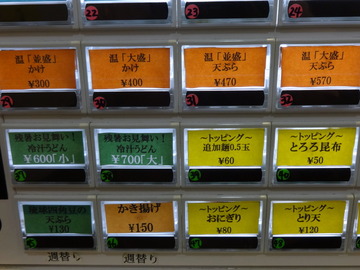 23
24
温「並盛」
かけ
¥300
温「大盛」
かけ
¥400
温「並盛」
天ぷら
¥470
温「大盛」
天ぷら
¥570
29
32
残暑お見舞い！
冷汁うどん
¥600「小」
残暑お見舞い！
冷汁うどん
¥700「大」
～トッピング～
追加麺0.5玉
¥60
～トッピング～
とろろ昆布
¥50
天ぷら
¥130
かき揚げ
¥150
～トッピング～
おにぎり
¥80
～トッピング～
とり天
¥120
週替り
週替り